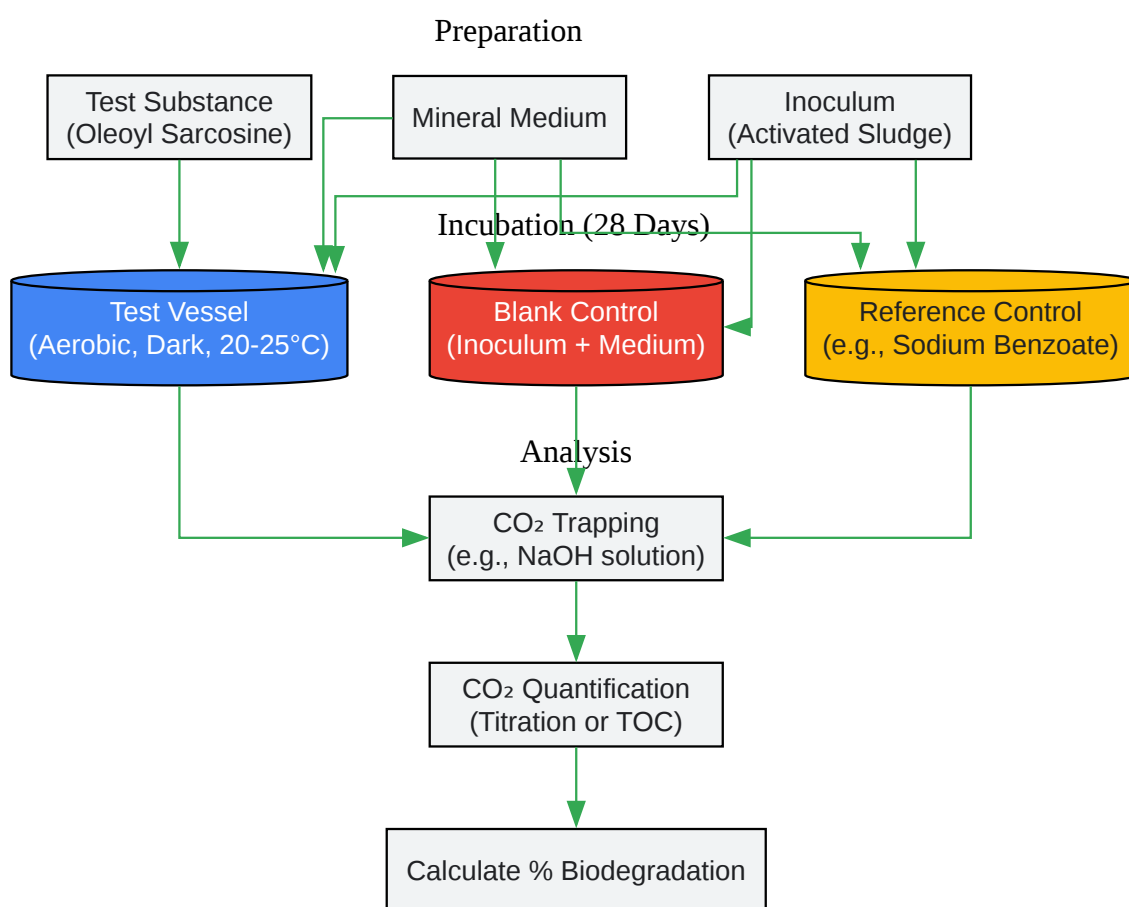 Preparation
Test Substance
(Oleoyl Sarcosine)
Mineral Medium
Inoculum
(Activated Sludge)
Incubation (28 Days)
Test Vessel
(Aerobic, Dark, 20-25°C)
Blank Control
(Inoculum + Medium)
Reference Control
(e.g., Sodium Benzoate)
Analysis
CO₂ Trapping
(e.g., NaOH solution)
CO₂ Quantification
(Titration or TOC)
Calculate % Biodegradation